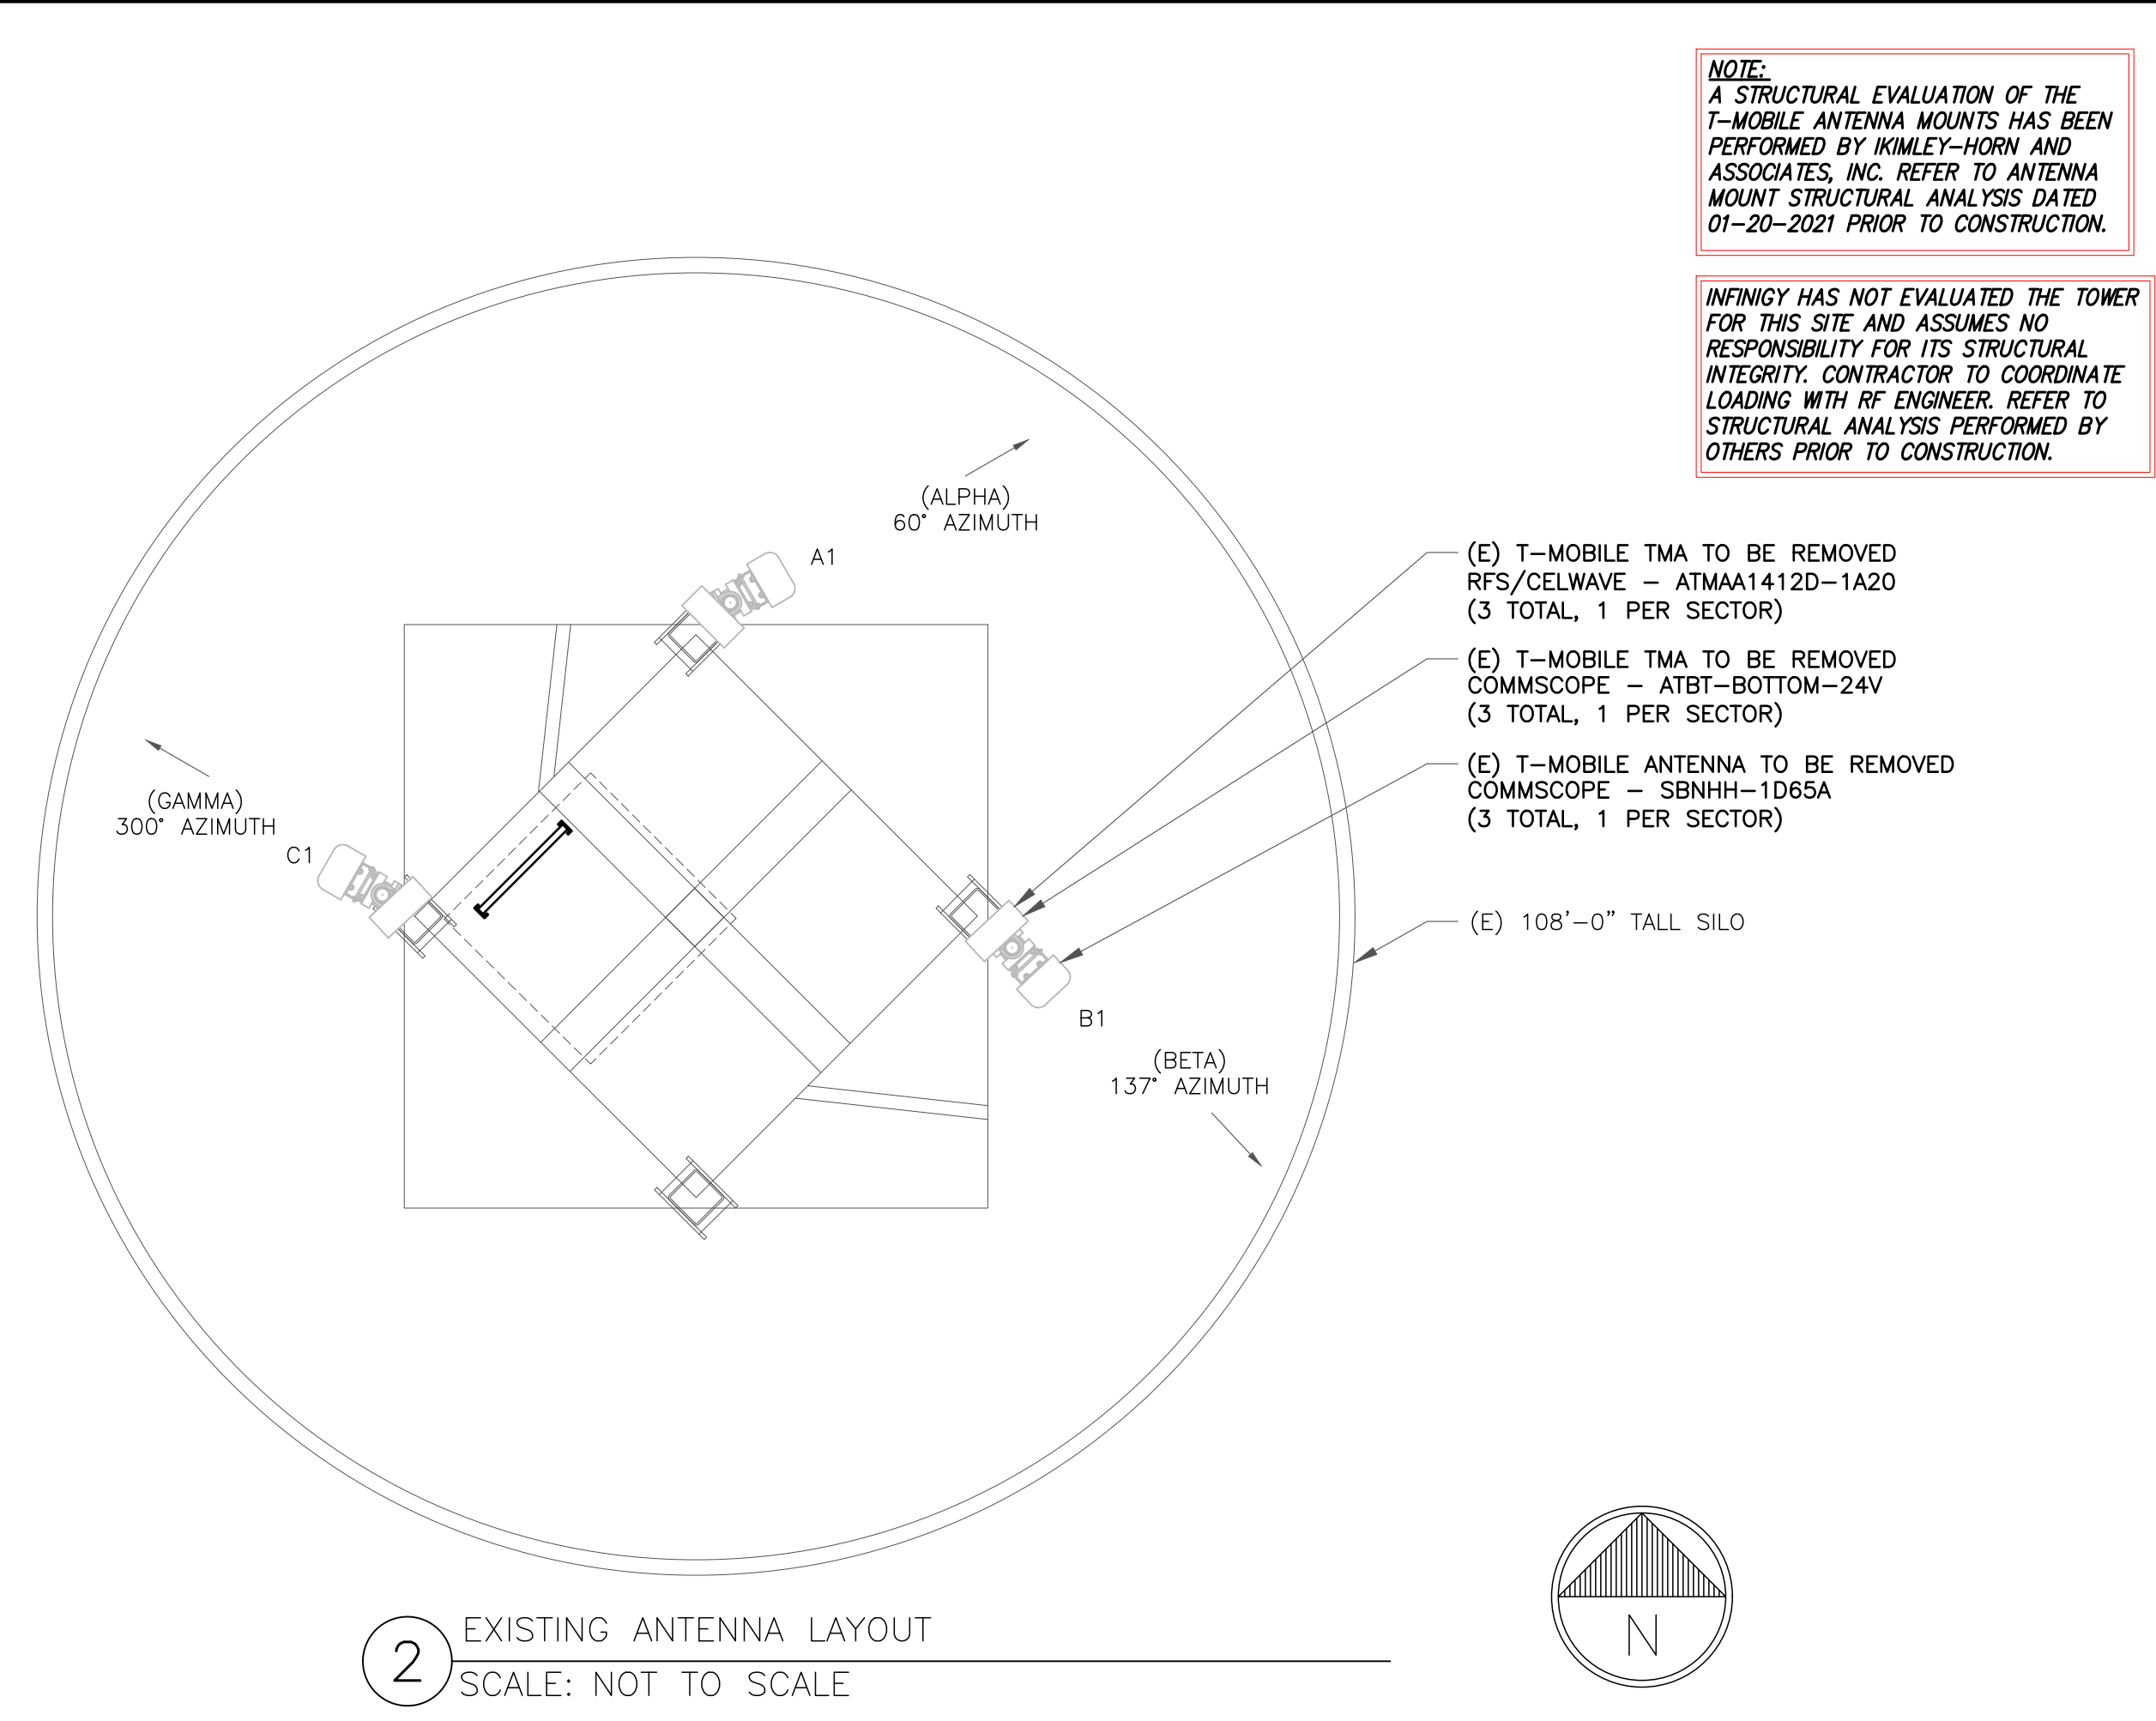 NOTE:
A STRUCTURAL EVALUATION OF THE
T-MOBILE ANTENNA MOUNTS HAS BEEN
PERFORMED BY IKIMLEY-HORN AND
ASSOCIATES, INC. REFER TO ANTENNA
MOUNT STRUCTURAL ANALYSIS DATED
01-20-2021 PRIOR TO CONSTRUCTION.
INFINIGY HAS NOT EVALUATED THE TOWER
FOR THIS SITE AND ASSUMES NO
RESPONSIBILITY FOR ITS STRUCTURAL
INTEGRITY. CONTRACTOR TO COORDINATE
LOADING WITH RF ENGINEER. REFER TO
STRUCTURAL ANALYSIS PERFORMED BY
OTHERS PRIOR TO CONSTRUCTION.
(ALPHA)
60° AZIMUTH
A1
(E) T-MOBILE TMA TO BE REMOVED
RFS/CELWAVE - ATMAA1412D-1A20
(3 TOTAL, 1 PER SECTOR)
(E) T-MOBILE TMA TO BE REMOVED
COMMSCOPE - ATBT-BOTTOM-24V
(3 TOTAL, 1 PER SECTOR)
(E) T-MOBILE ANTENNA TO BE REMOVED
COMMSCOPE - SBNHH-1D65A
(3 TOTAL, 1 PER SECTOR)
(GAMMA)
300° AZIMUTH
C1
(E) 108'-0" TALL SILO
B1
(BETA)
137° AZIMUTH
2
EXISTING ANTENNA LAYOUT
SCALE: NOT TO SCALE
N